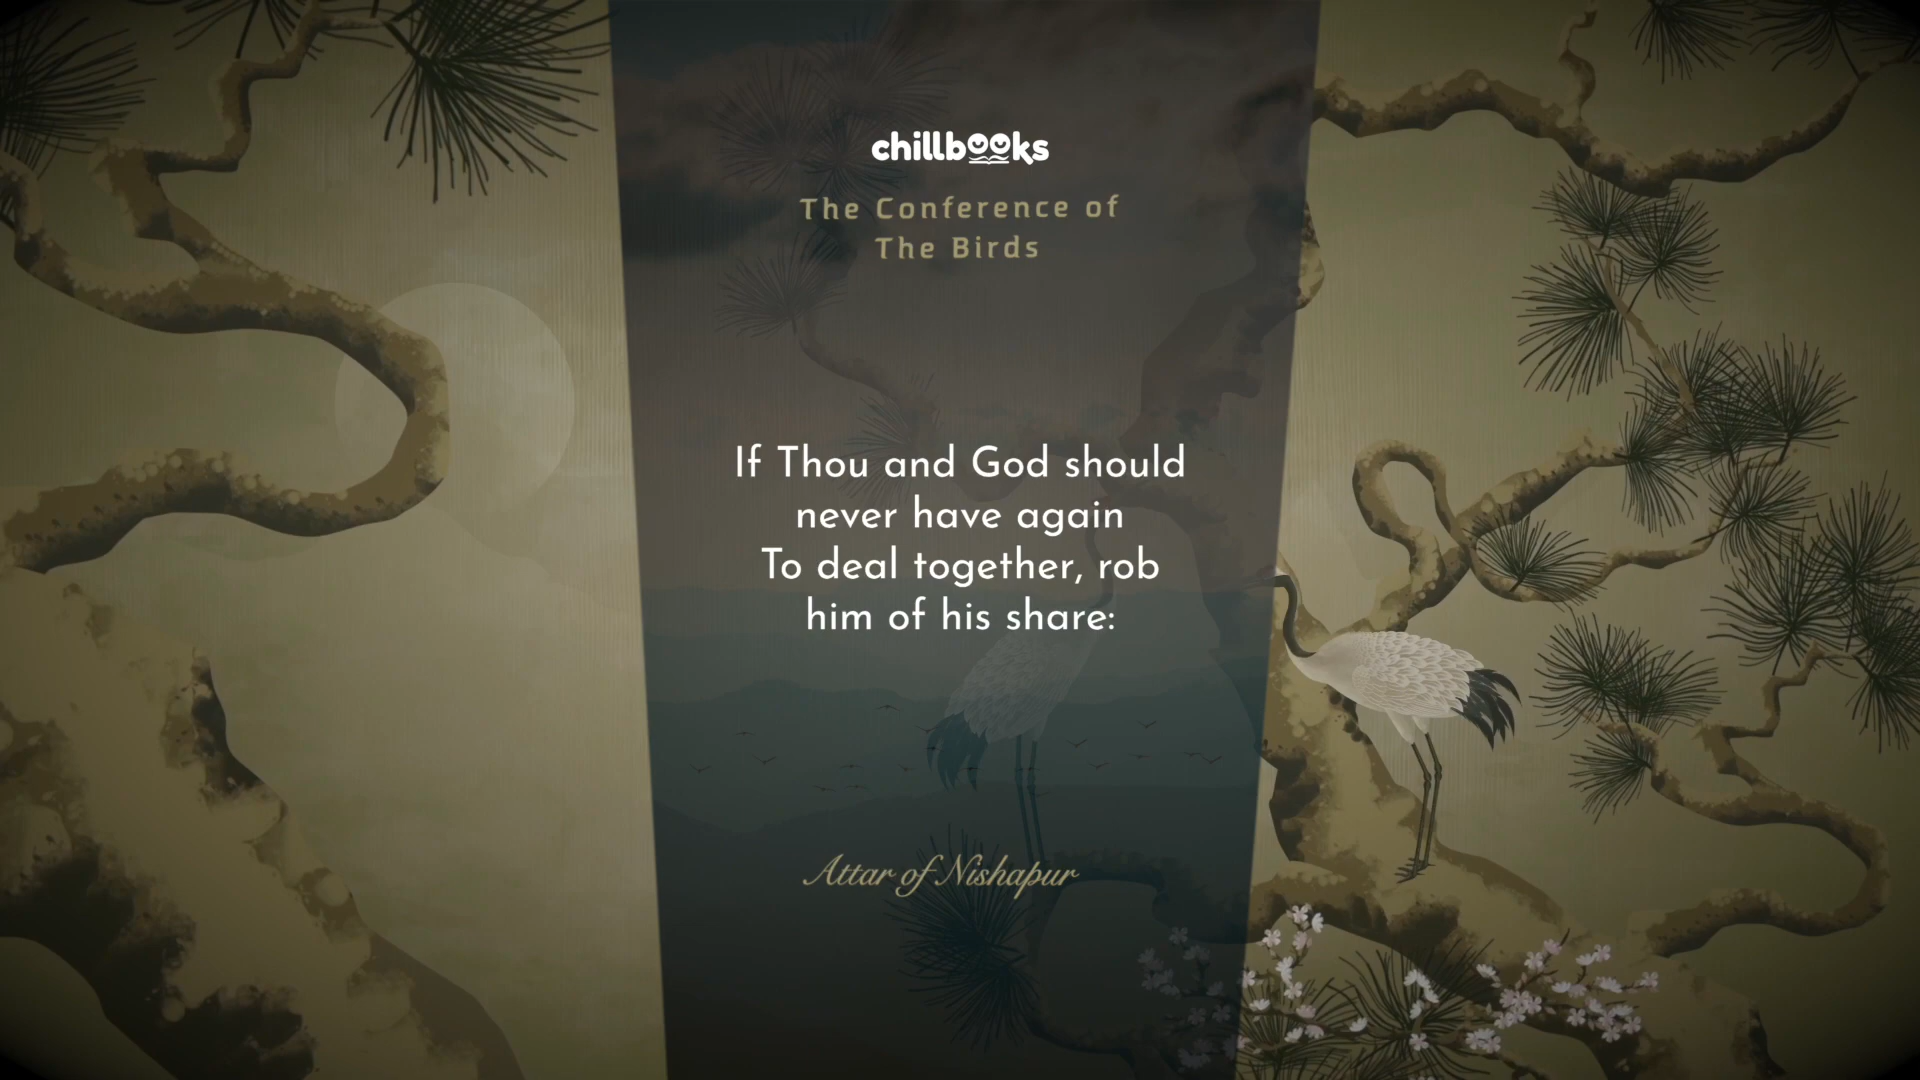 chillbooks
The Conference of
The Birds
If Thou and God should
never have again
To deal together, rob
him of his share:
Attar of Nishapur